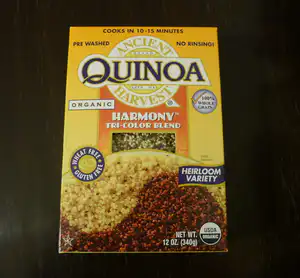 COOKS IN 10-15 MINUTES
PRE WASHED
NO RINSING!
ANCIENT
QUINOA
HARVEST
ORGANIC
100%
WHOLE
GRAIN
HARMONY™
TRI-COLOR BLEND
WHEAT FREE
GLUTEN FREE
HEIRLOOM
VARIETY
NET WT.
12 OZ. (340g)
USDA
ORGANIC